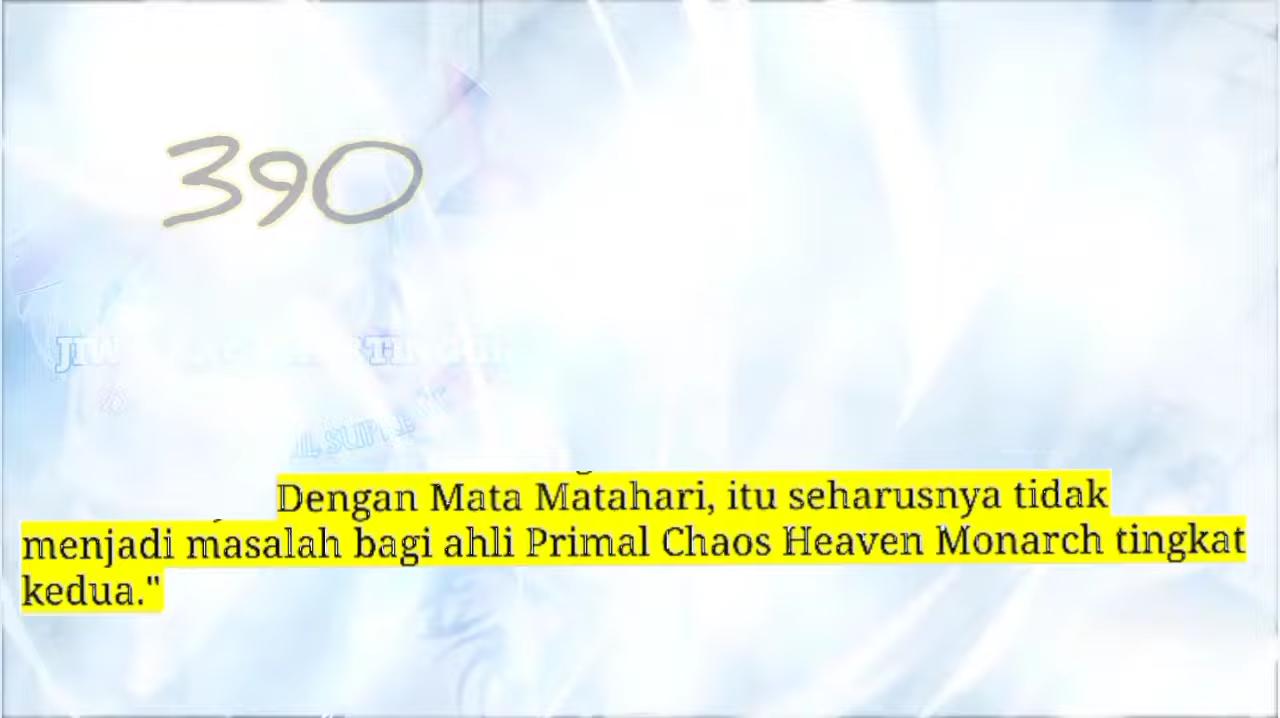 390
Dengan Mata Matahari, itu seharusnya tidak
menjadi masalah bagi ahli Primal Chaos Heaven Monarch tingkat
kedua."